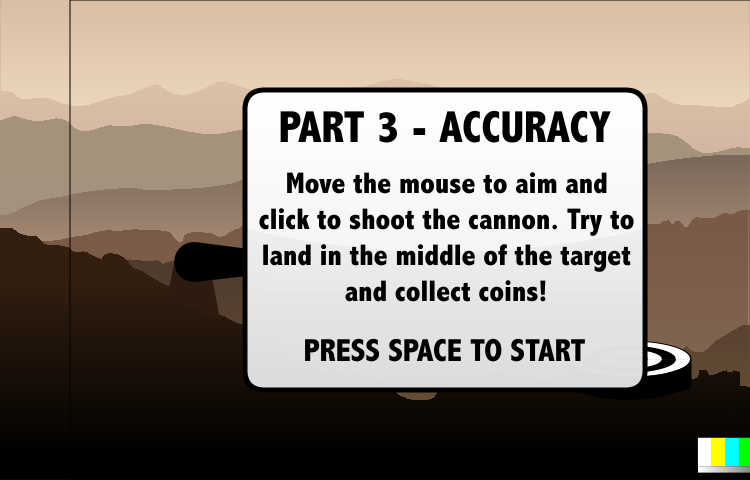 PART 3 - ACCURACY
Move the mouse to aim and
click to shoot the cannon. Try to
land in the middle of the target
and collect coins!
PRESS SPACE TO START